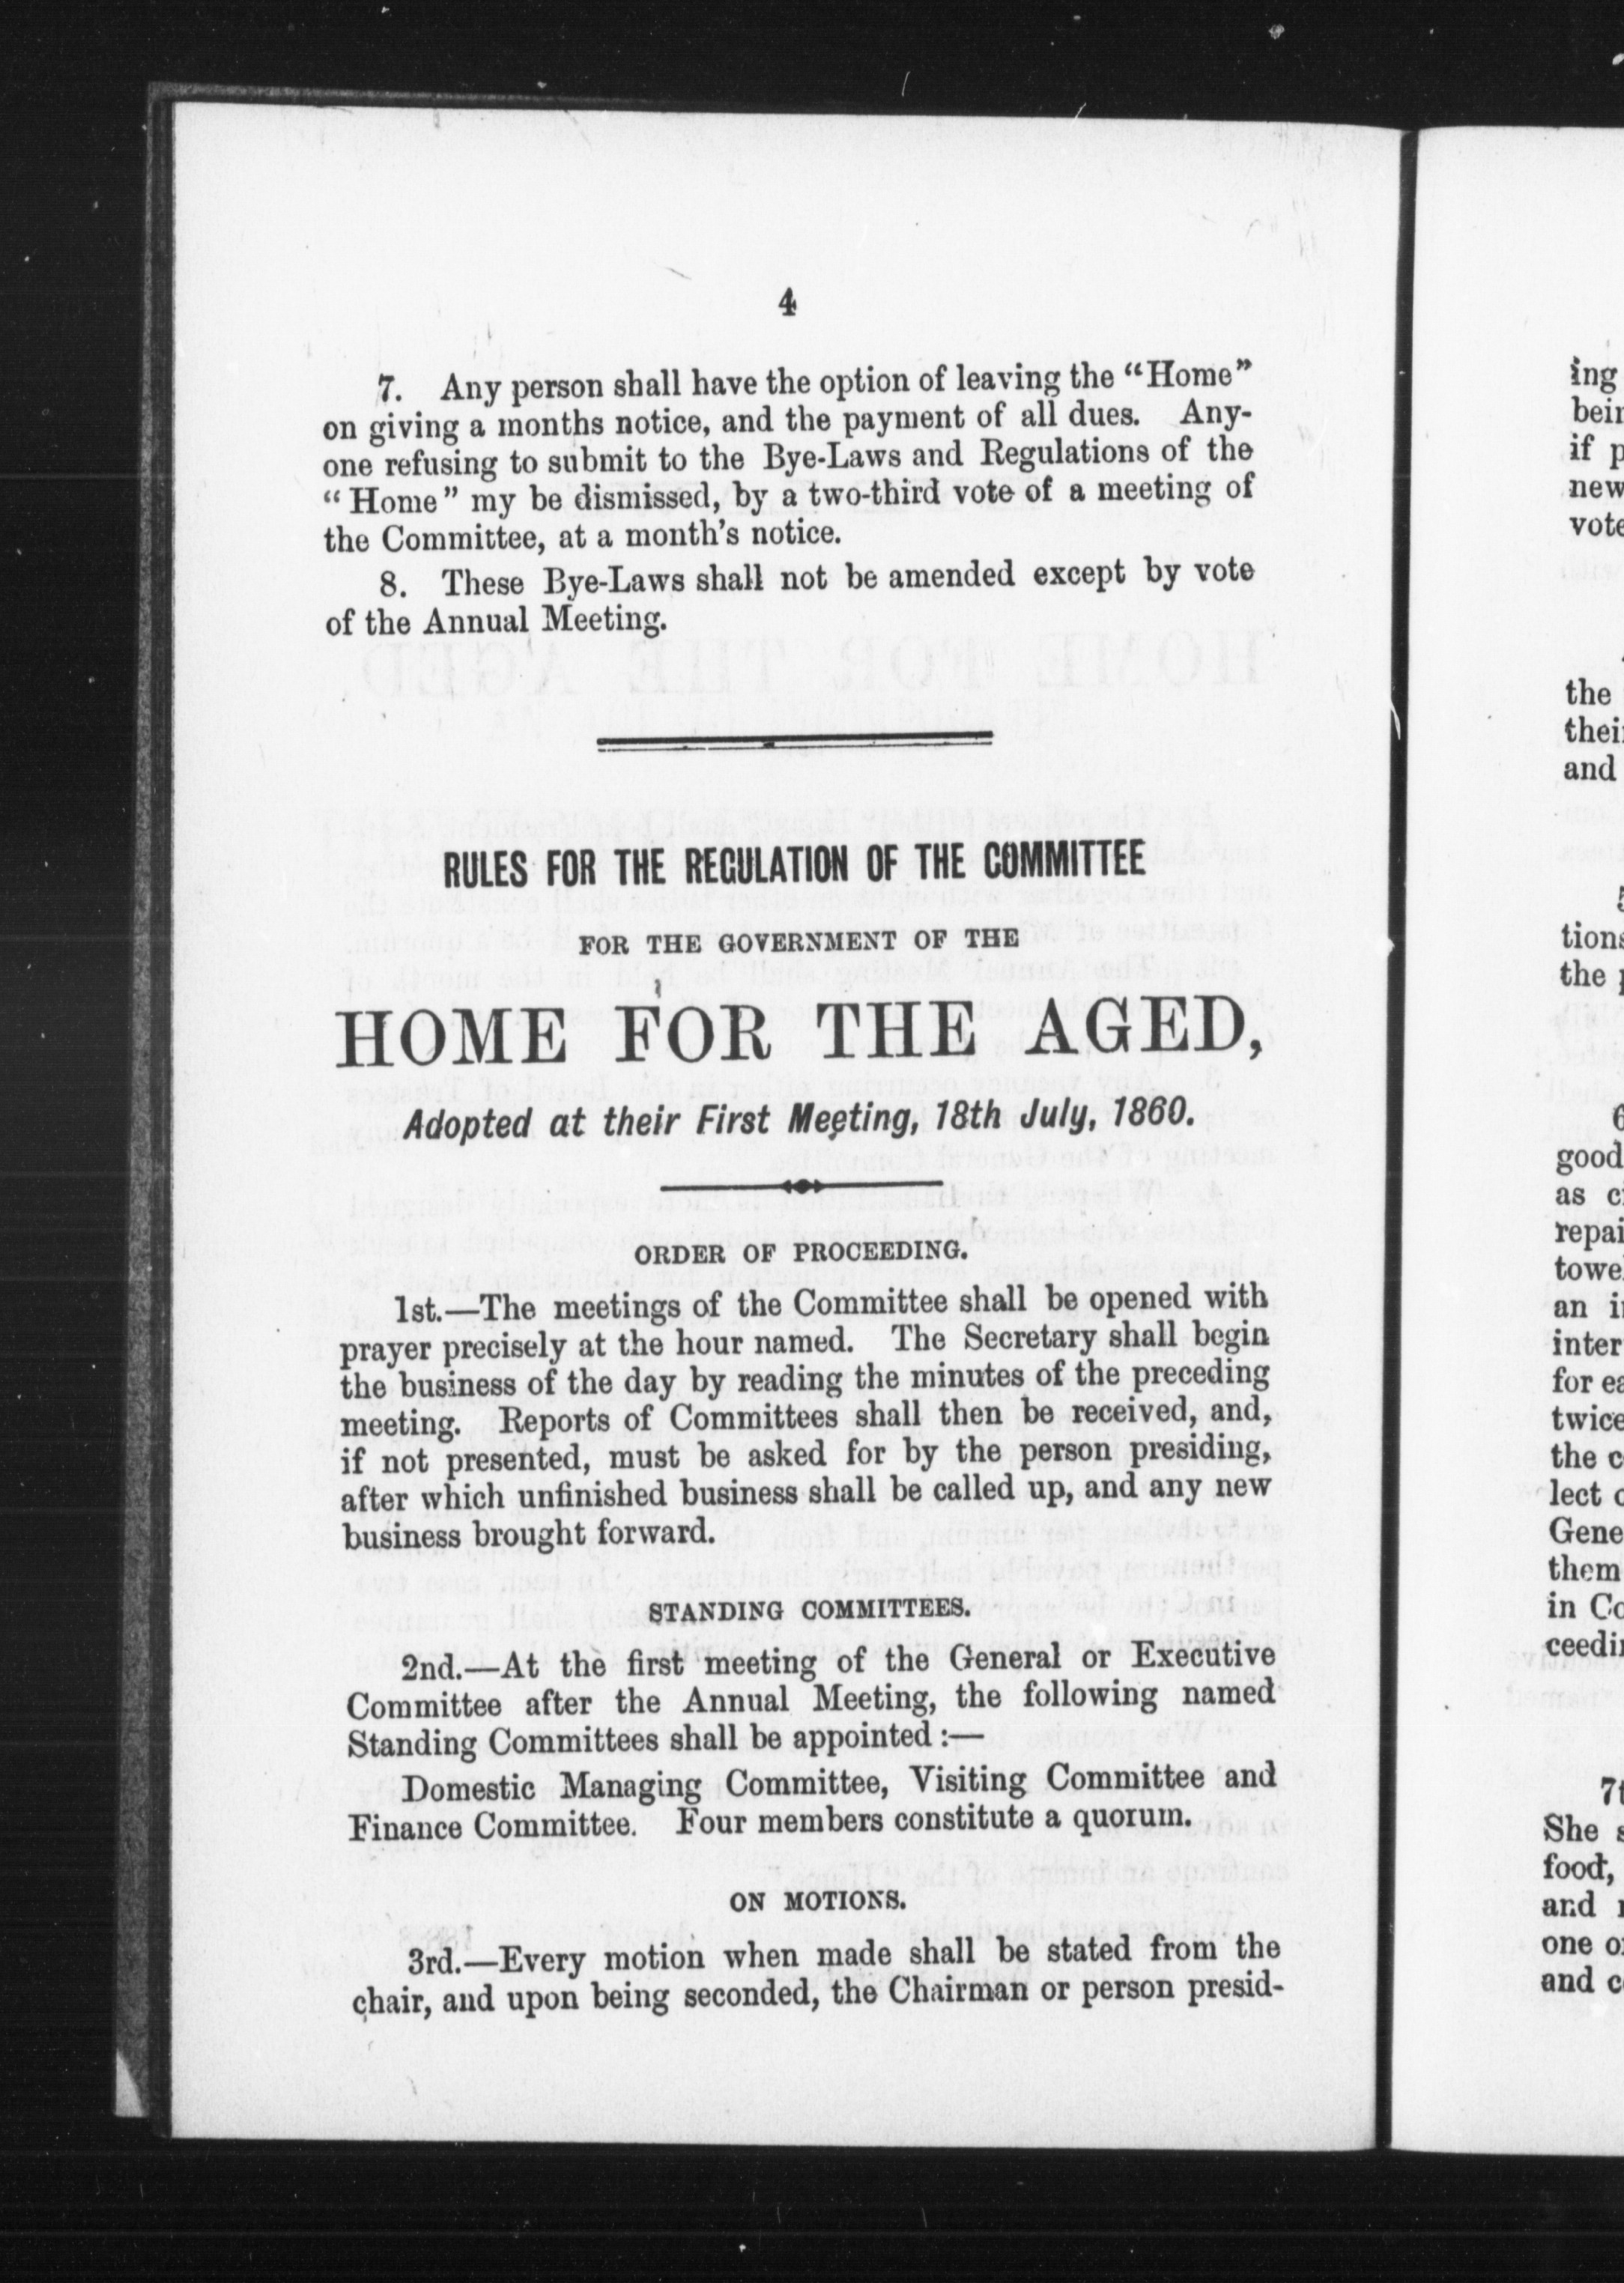 4
7. Any person shall have the option of leaving the "Home"
on giving a months notice, and the payment of all dues. Any-
one refusing to submit to the Bye-Laws and Regulations of the
"Home" my be dismissed, by a two-third vote of a meeting of
the Committee, at a month's notice.
8. These Bye-Laws shall not be amended except by vote
of the Annual Meeting.
RULES FOR THE REGULATION OF THE COMMITTEE
FOR THE GOVERNMENT OF THE
HOME FOR THE AGED,
Adopted at their First Meeting, 18th July, 1860.
ORDER OF PROCEEDING.
1st.—The meetings of the Committee shall be opened with
prayer precisely at the hour named. The Secretary shall begin
the business of the day by reading the minutes of the preceding
meeting. Reports of Committees shall then be received, and,
if not presented, must be asked for by the person presiding,
after which unfinished business shall be called up, and any new
business brought forward.
STANDING COMMITTEES.
2nd.—At the first meeting of the General or Executive
Committee after the Annual Meeting, the following named
Standing Committees shall be appointed :—
Domestic Managing Committee, Visiting Committee and
Finance Committee. Four members constitute a quorum.
ON MOTIONS.
3rd.—Every motion when made shall be stated from the
chair, and upon being seconded, the Chairman or person presid-
ing
if
new
vote
the
and
the
good
as
an
for
twice
the
lect
them
in
She
food,
and
one
and